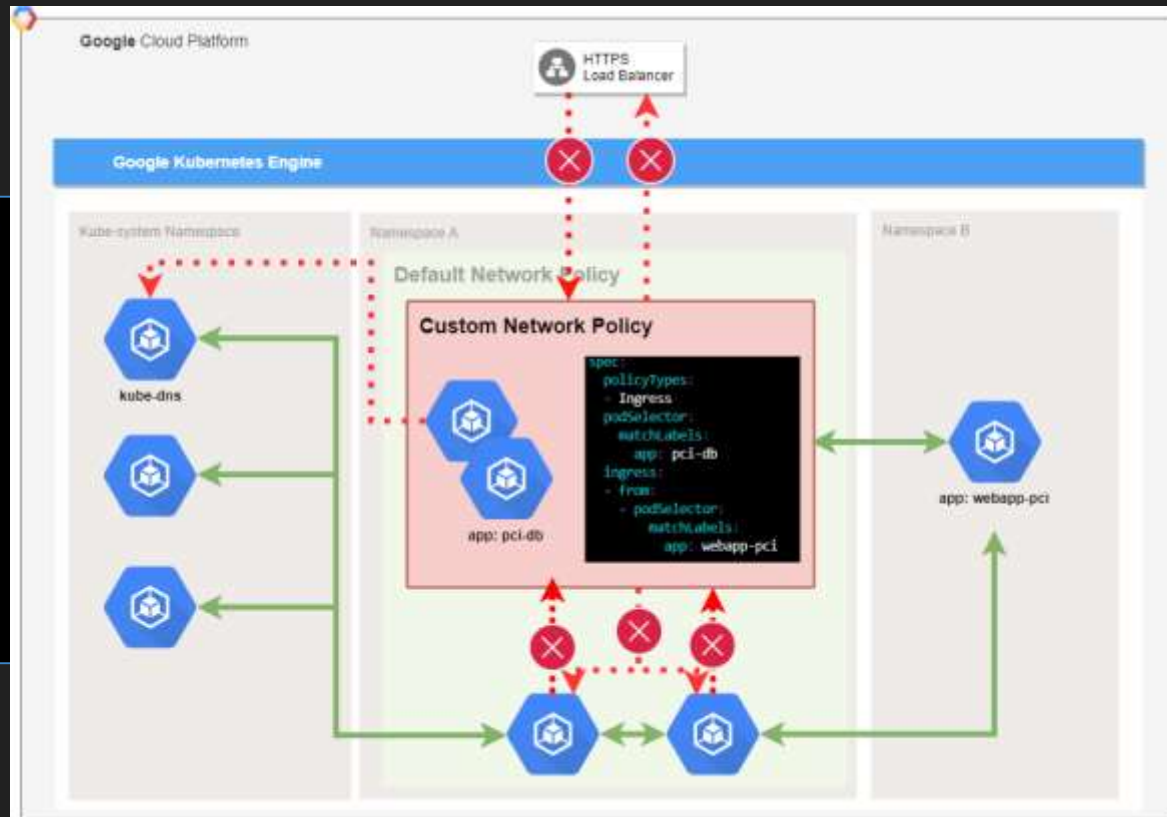 Google Cloud Platform
HTTPS
Load Balancer
Google Kubernetes Engine
Kube-system Namespace
Namespace A
Namespace B
Default Network Policy
Custom Network Policy
spec:
policyTypes:
- Ingress
podSelector:
matchLabels:
app: pci-db
ingress:
- from:
- podSelector:
matchLabels:
app: webapp-pci
kube-dns
app: pci-db
app: webapp-pci